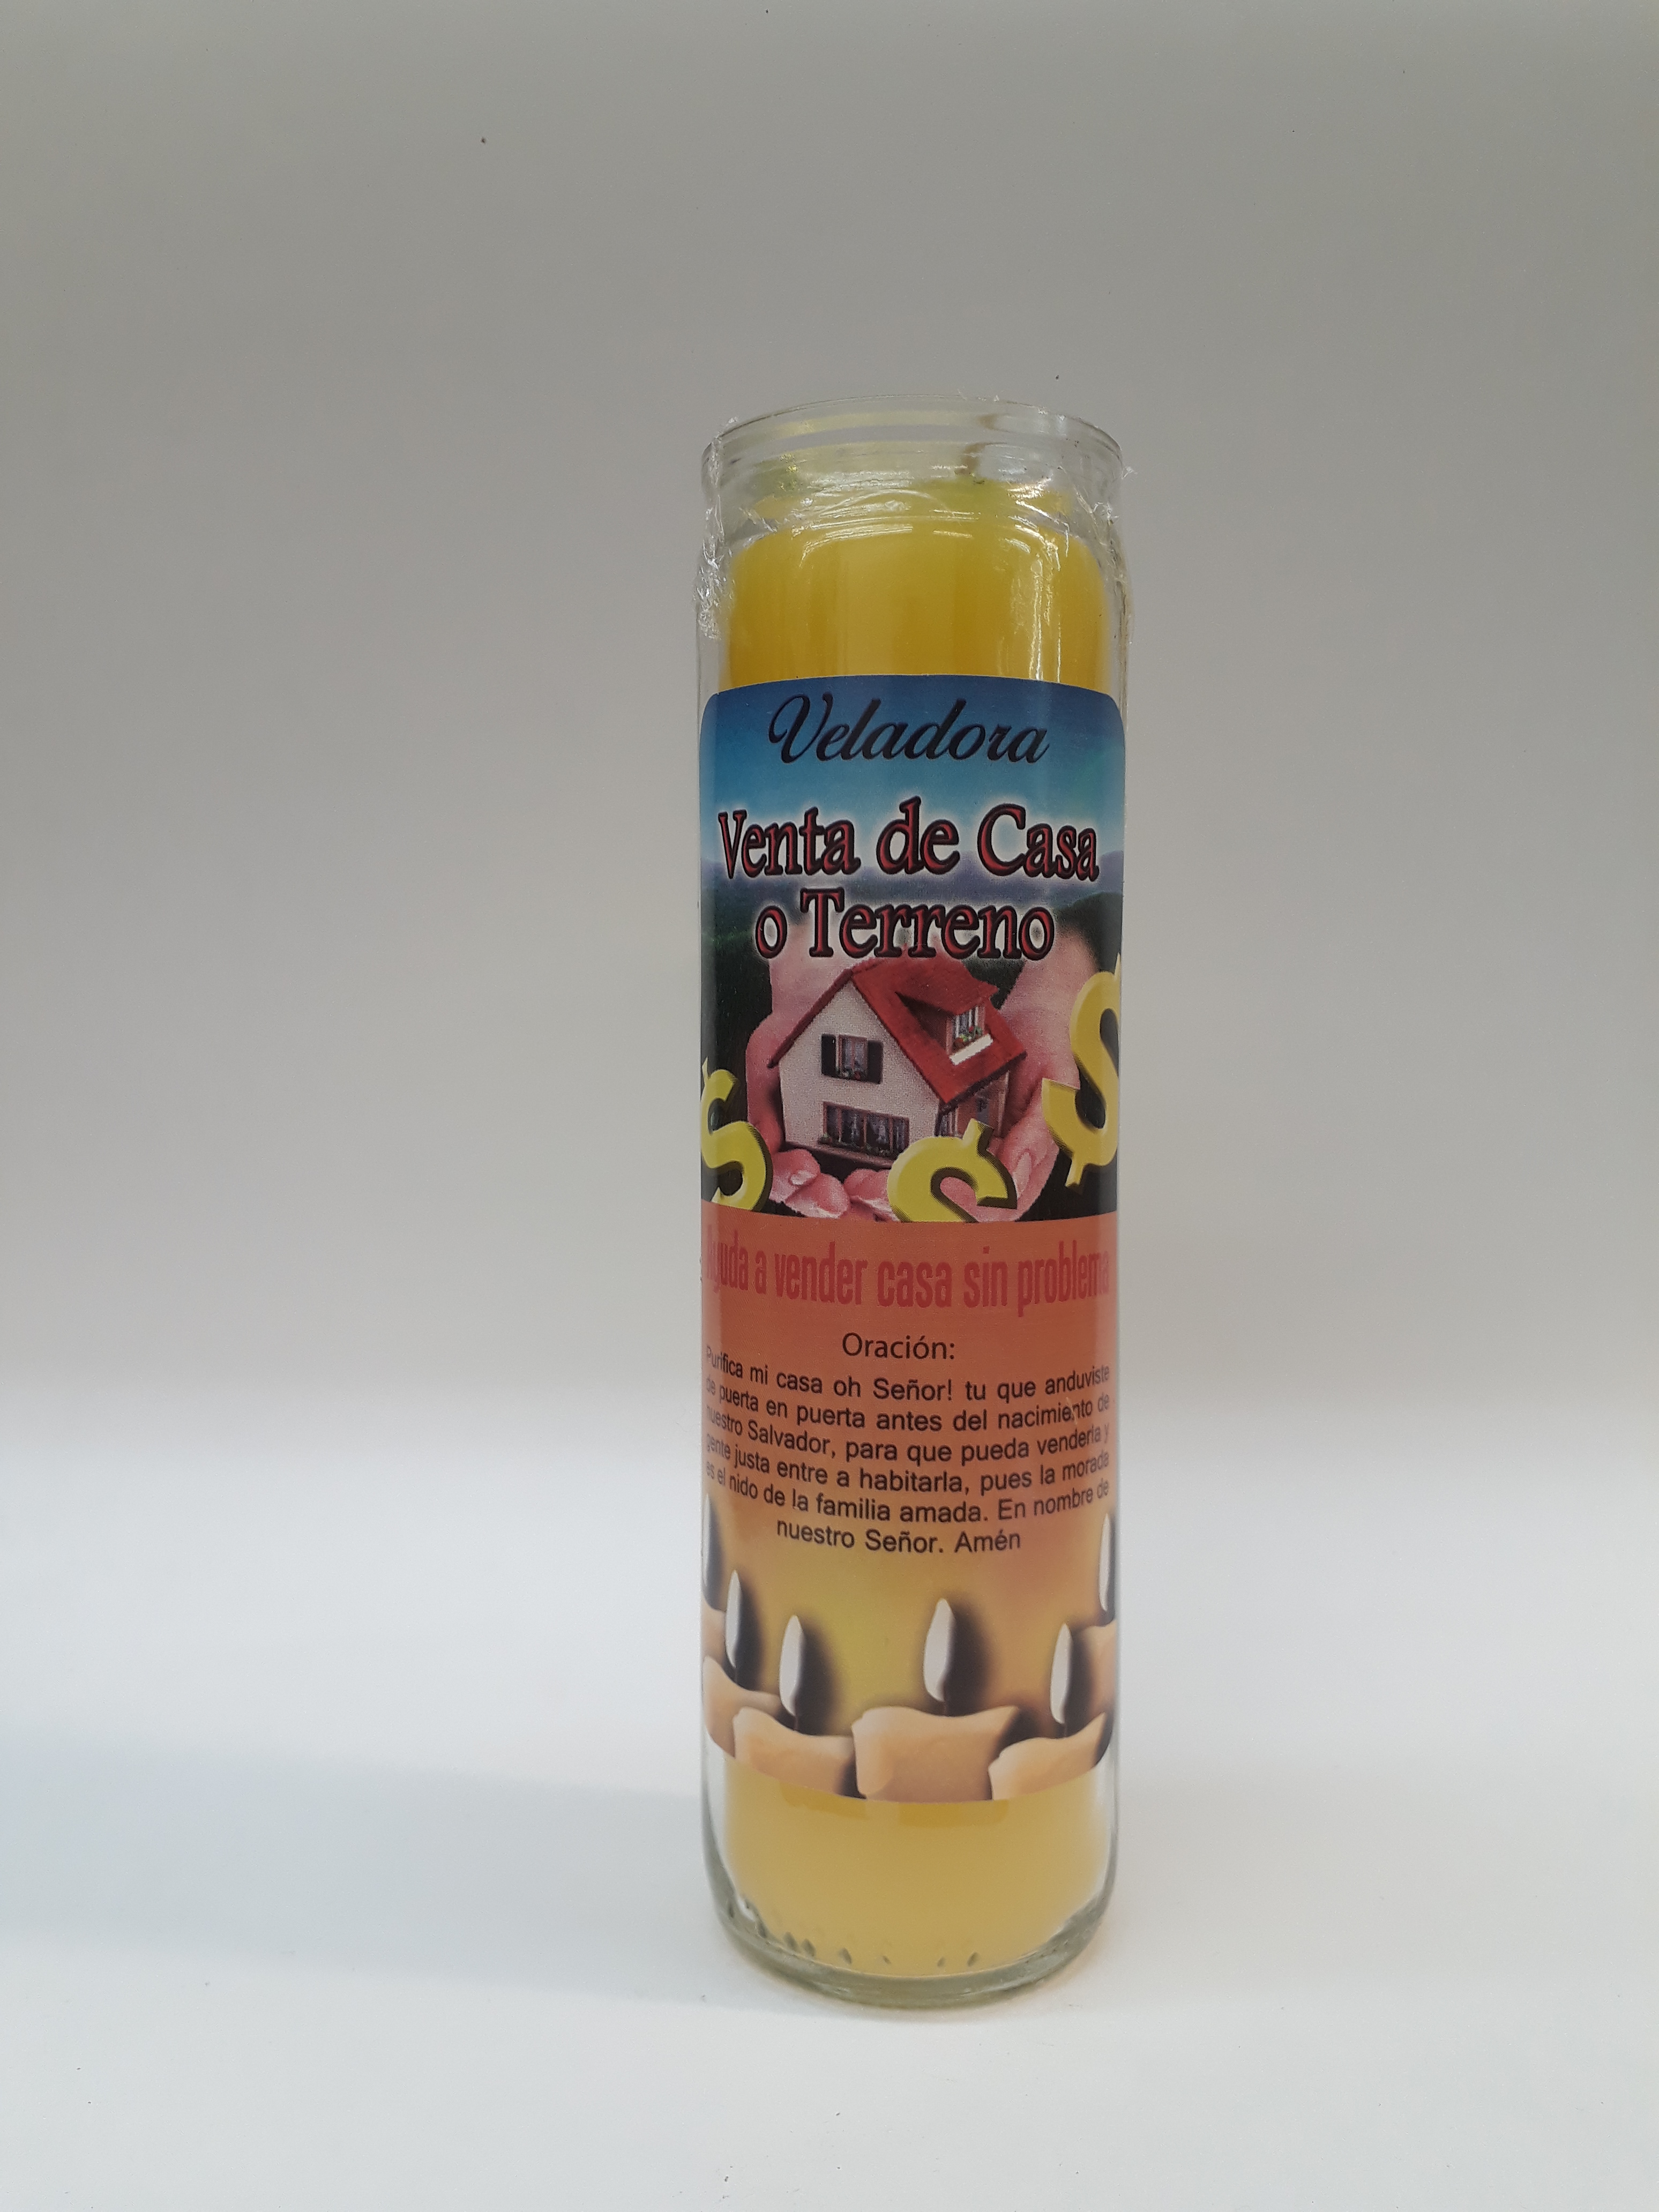 Veladora
Venta de Casa
o Terreno
Ayuda a vender casa sin problema
Oración:
Purifica mi casa oh Señor! tu que anduviste
de puerta en puerta antes del nacimiento de
nuestro Salvador, para que pueda venderla y
gente justa entre a habitarla, pues la morada
es el nido de la familia amada. En nombre de
nuestro Señor. Amén